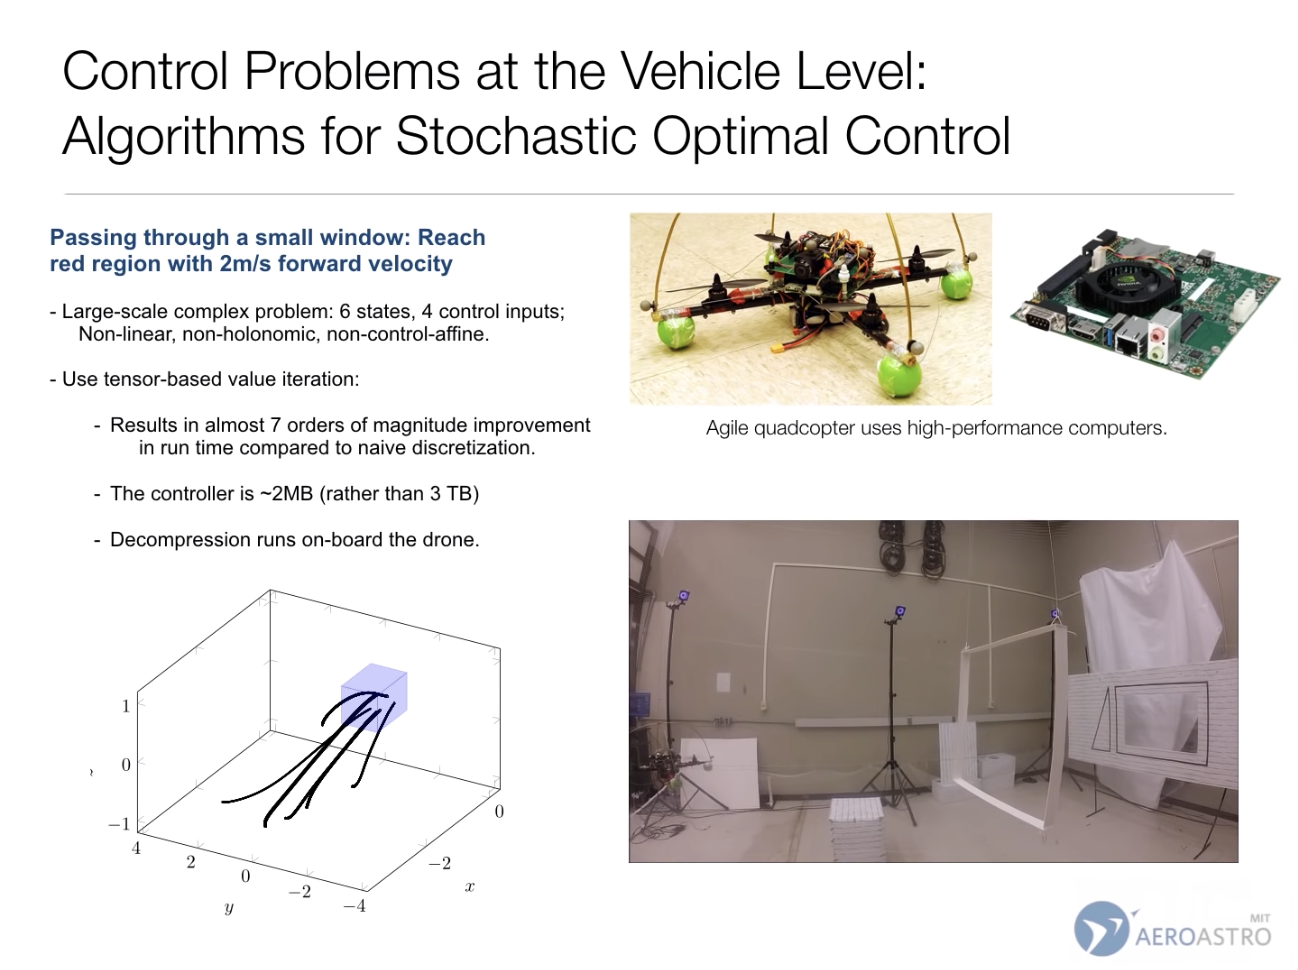 Control Problems at the Vehicle Level:
Algorithms for Stochastic Optimal Control
Passing through a small window: Reach
red region with 2m/s forward velocity
- Large-scale complex problem: 6 states, 4 control inputs;
Non-linear, non-holonomic, non-control-affine.
- Use tensor-based value iteration:
- Results in almost 7 orders of magnitude improvement
in run time compared to naive discretization.
- The controller is ~2MB (rather than 3 TB)
- Decompression runs on-board the drone.
Agile quadcopter uses high-performance computers.
1
0
−1
4
2
0
−2
−4
y
0
−2
x
MIT
AEROASTRO